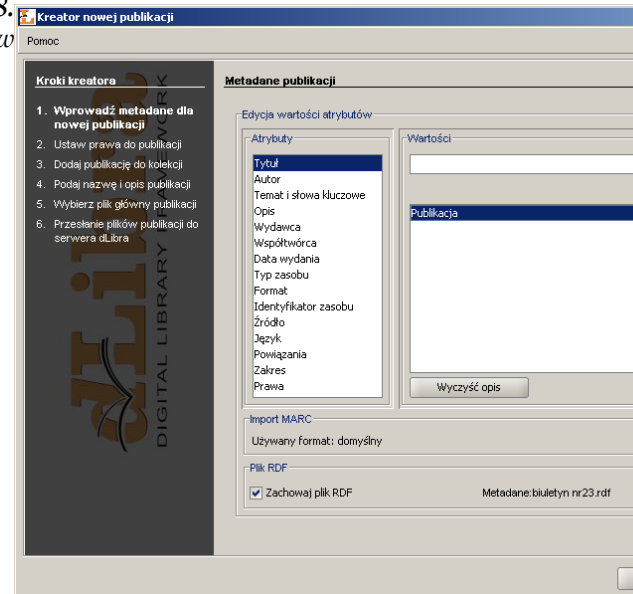 8.
w
Kreator nowej publikacji
Pomoc
Kroki kreatora
1. Wprowadź metadane dla
nowej publikacji
2. Ustaw prawa do publikacji
3. Dodaj publikację do kolekcji
4. Podaj nazwę i opis publikacji
5. Wybierz plik główny publikacji
6. Przesłanie plików publikacji do
serwera dLibra
dLibra
DIGITAL LIBRARY FRAMEWORK
Metadane publikacji
Edycja wartości atrybutów
Atrybuty
Tytuł
Autor
Temat i słowa kluczowe
Opis
Wydawca
Współtwórca
Data wydania
Typ zasobu
Format
Identyfikator zasobu
Źródło
Język
Powiązania
Zakres
Prawa
Wartości
Publikacja
Wyczyść opis
Import MARC
Używany format: domyślny
Plik RDF
Zachowaj plik RDF Metadane:biuletyn nr23.rdf